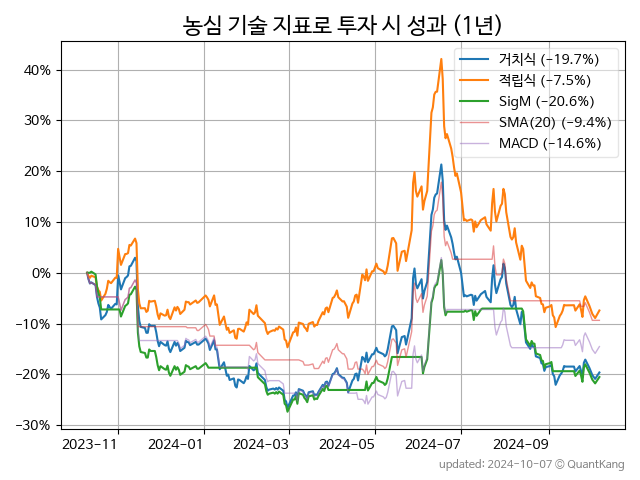 농심 기술 지표로 투자 시 성과 (1년)
거치식 (−19.7%)
적립식 (−7.5%)
SigM (−20.6%)
SMA(20) (−9.4%)
MACD (−14.6%)
40%
30%
20%
10%
0%
−10%
−20%
−30%
2023−11 2024−01 2024−03 2024−05 2024−07 2024−09
updated: 2024-10-07 © QuantKang